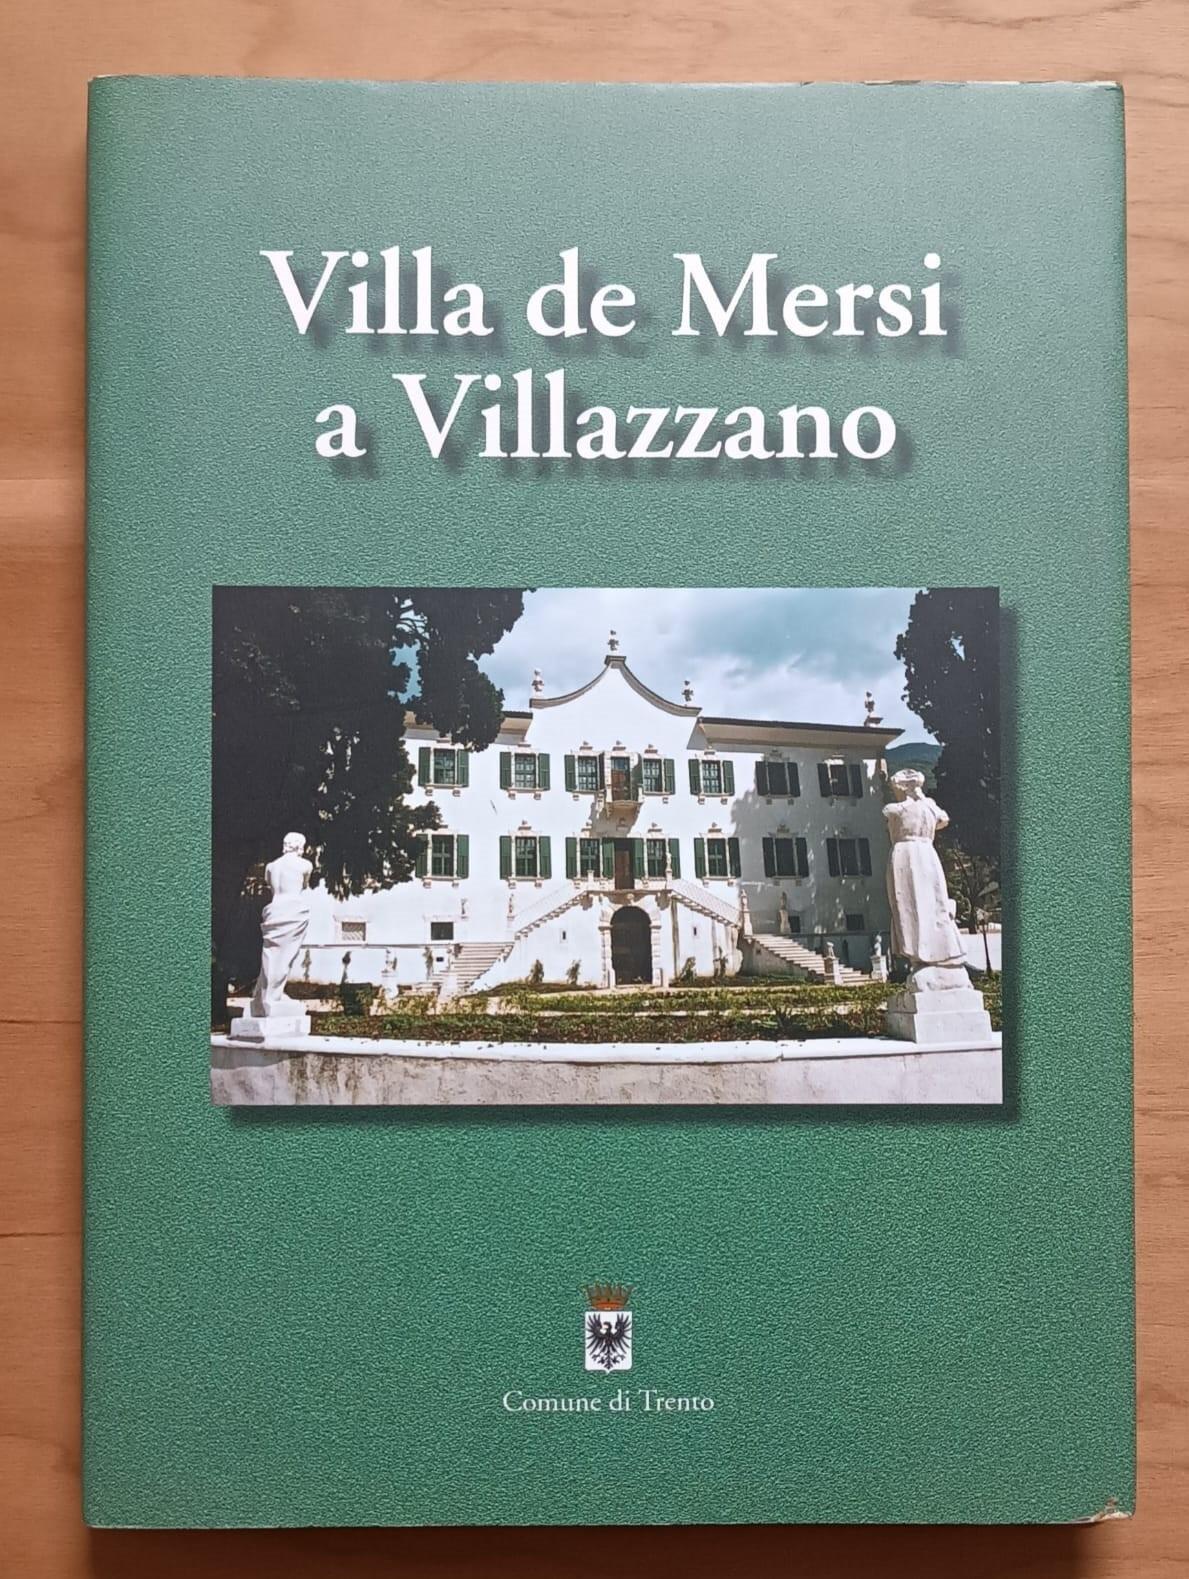 Villa de Mersi
a Villazzano
Comune di Trento